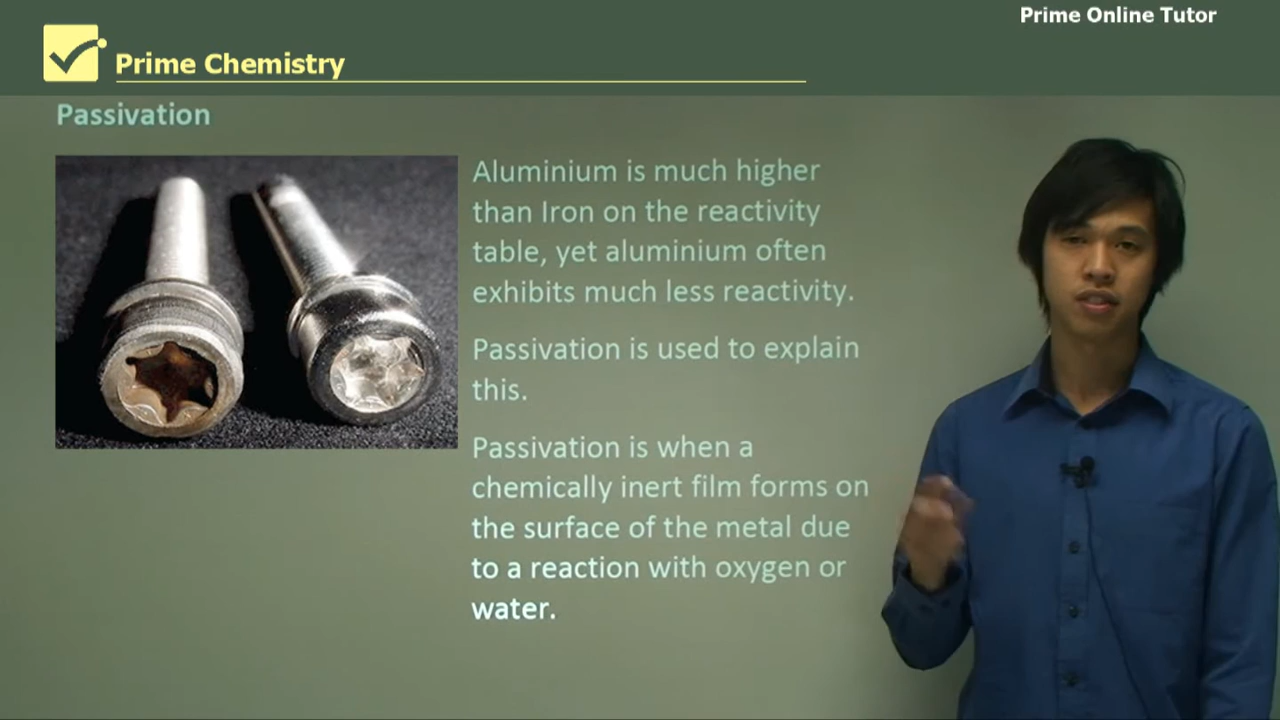 Prime Online Tutor
Prime Chemistry
Passivation
Aluminium is much higher
than Iron on the reactivity
table, yet aluminium often
exhibits much less reactivity.
Passivation is used to explain
this.
Passivation is when a
chemically inert film forms on
the surface of the metal due
to a reaction with oxygen or
water.